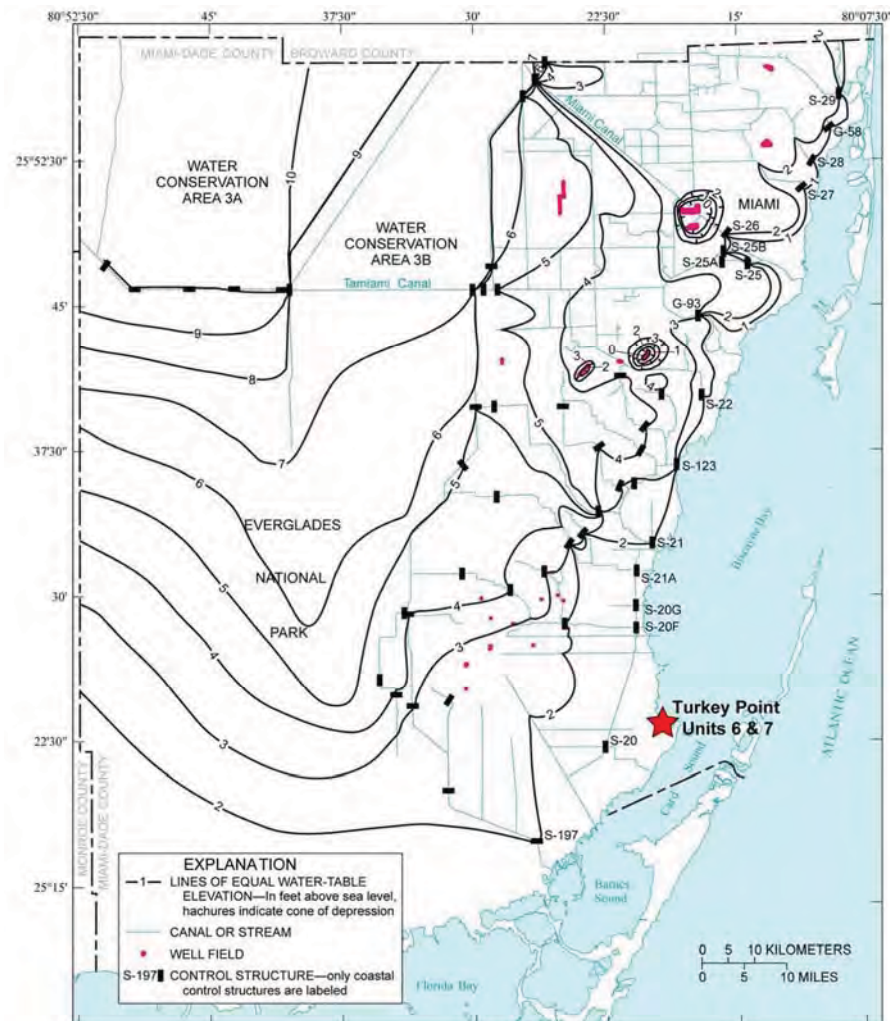 80°52'30" 45' 37'30" 30' 22'30" 15' 80°07'30"
MIAMI-DADE COUNTY BROWARD COUNTY
Miami Canal
S-29
G-58
25°52'30"
S-28
S-27
WATER
CONSERVATION
AREA 3A
WATER
CONSERVATION
AREA 3B
MIAMI
S-26
S-25B
S-25A
S-25
Tamiami Canal
45'
G-93
S-22
37'30"
S-123
EVERGLADES
NATIONAL
PARK
Biscayne Bay
S-21
S-21A
30'
S-20G
S-20F
ATLANTIC OCEAN
Turkey Point
Units 6 & 7
22'30"
S-20
Card Sound
MONROE COUNTY
MIAMI-DADE COUNTY
S-197
25°15'
Barnes
Sound
Florida Bay
10
9
9
8
7
6
5
4
3
2
6
5
4
3
2
EXPLANATION
1 LINES OF EQUAL WATER-TABLE
ELEVATION—In feet above sea level,
hachures indicate cone of depression
CANAL OR STREAM
WELL FIELD
S-197 CONTROL STRUCTURE—only coastal
control structures are labeled
0 5 10 KILOMETERS
0 5 10 MILES